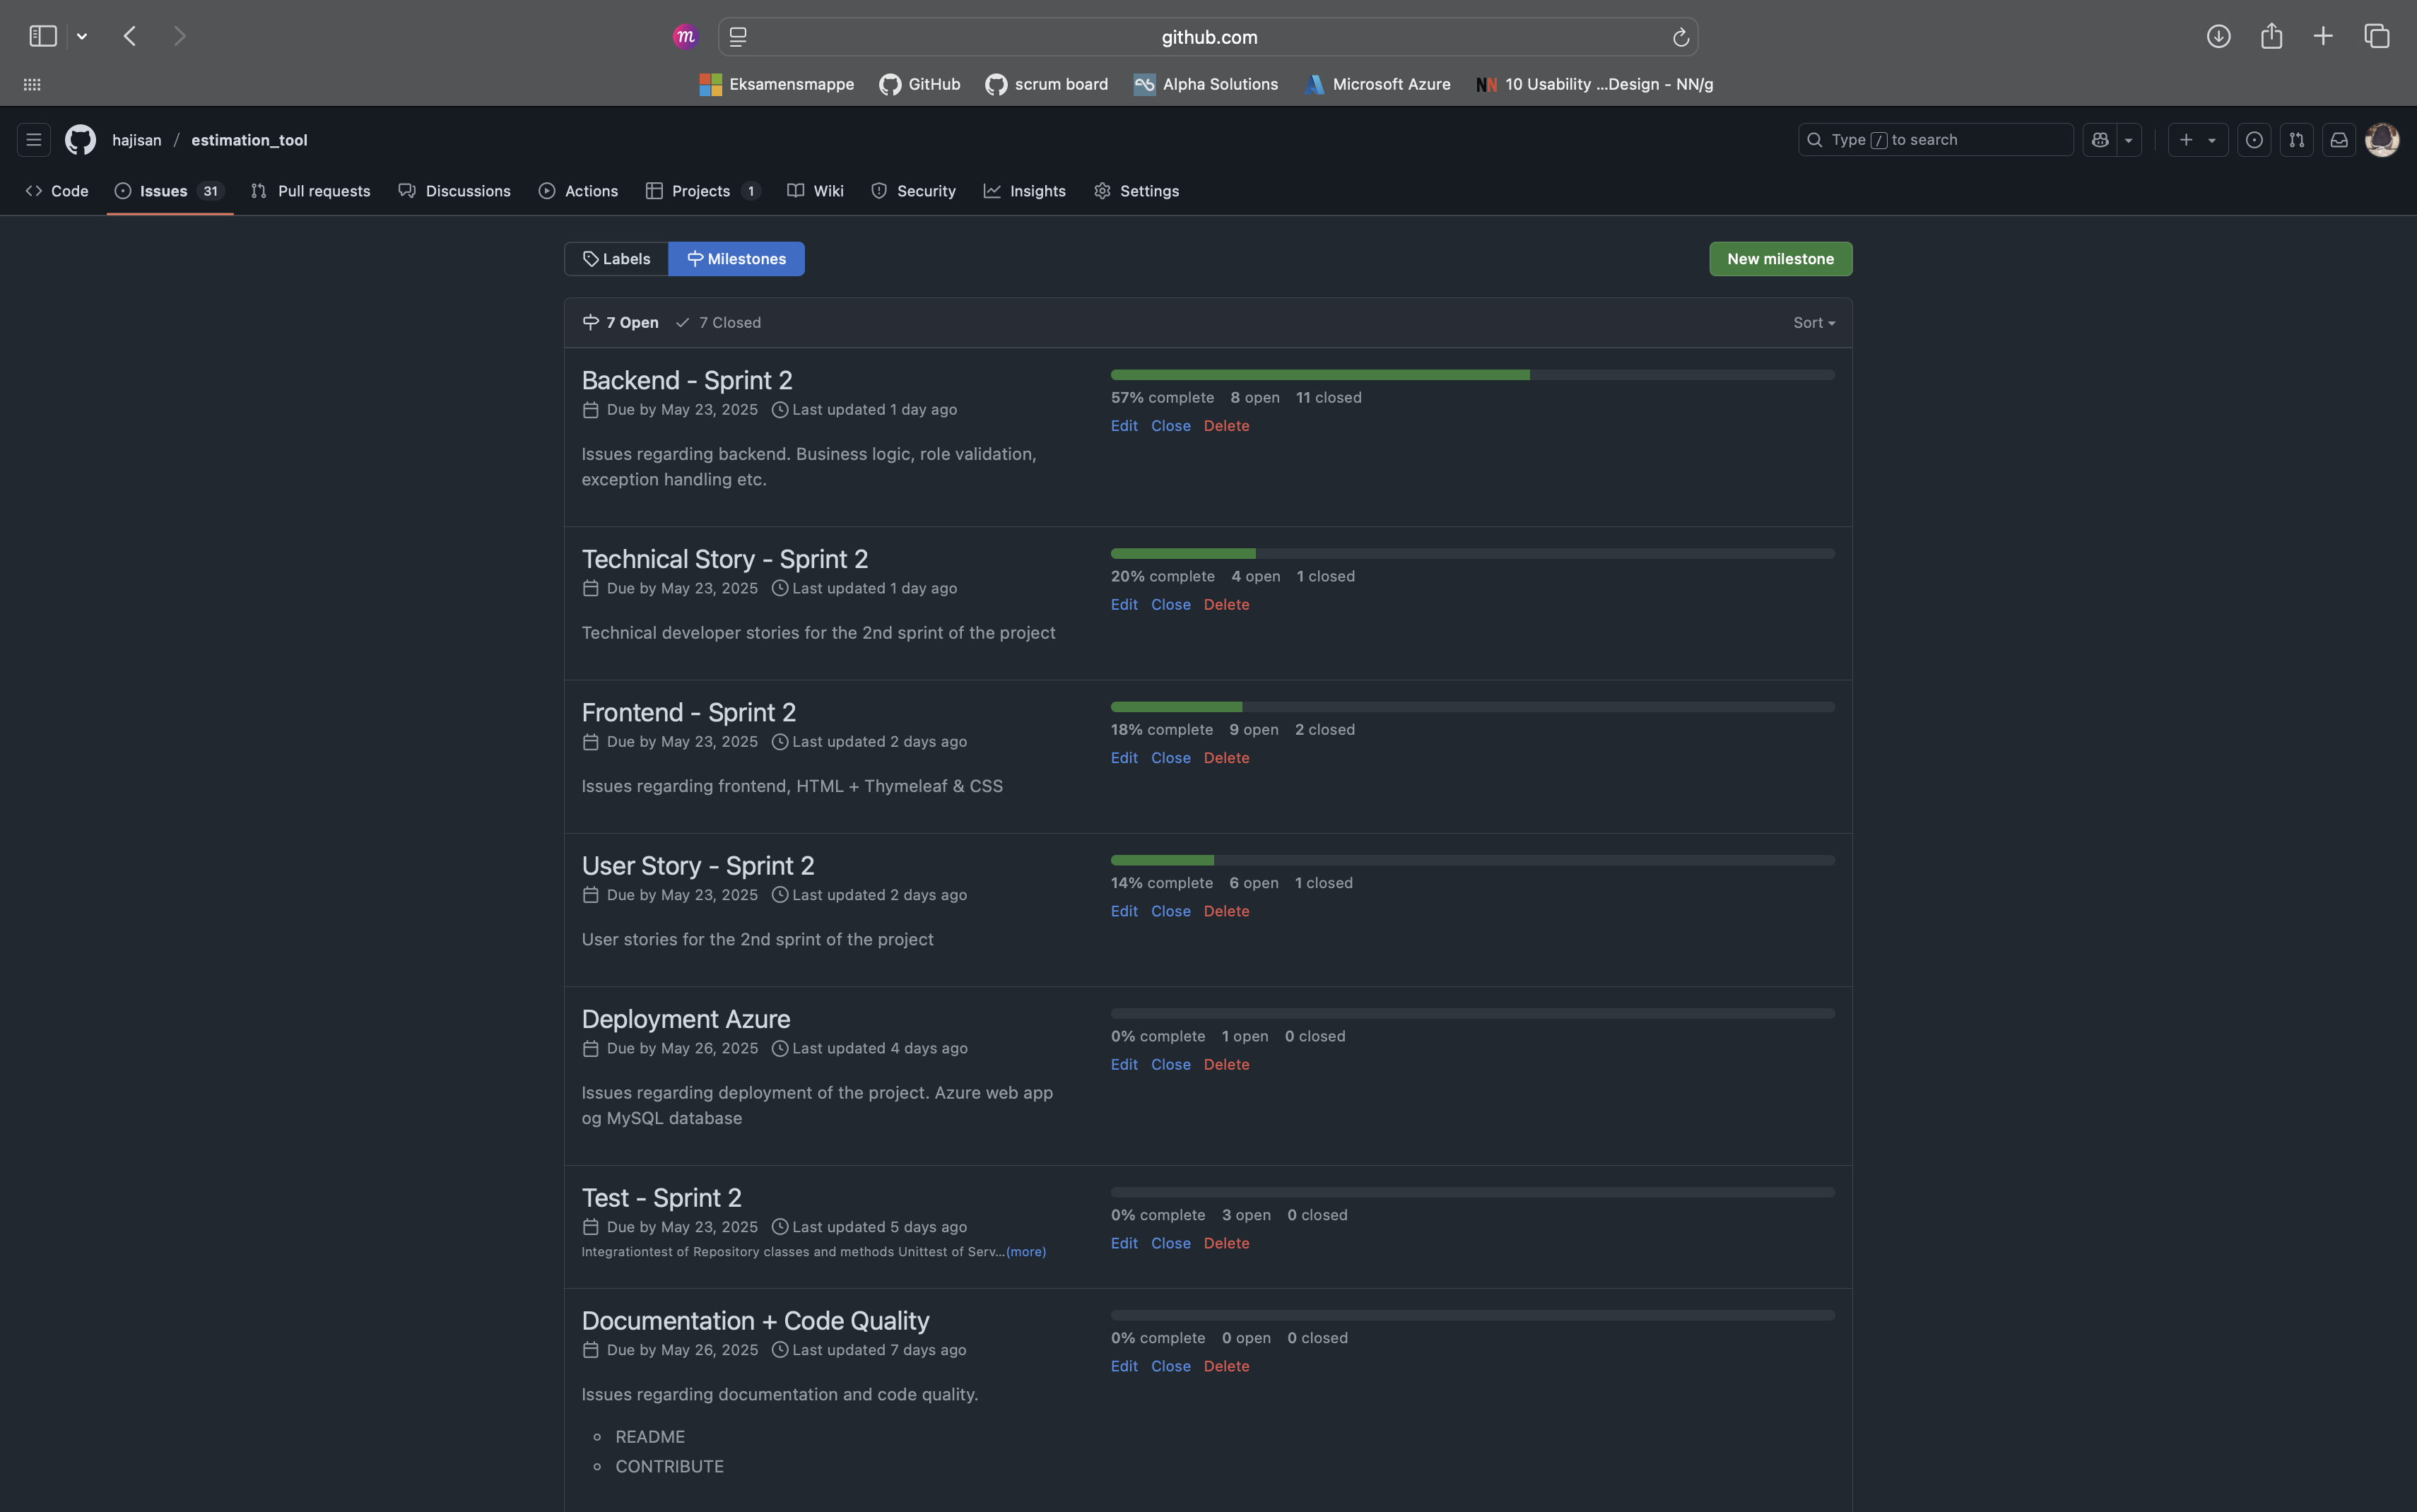 m
github.com
Eksamensmappe GitHub scrum board Alpha Solutions Microsoft Azure NN 10 Usability ...Design - NN/g
hajisan / estimation_tool Type / to search
Code Issues 31 Pull requests Discussions Actions Projects 1 Wiki Security Insights Settings
Labels Milestones New milestone
7 Open 7 Closed Sort
Backend - Sprint 2
Due by May 23, 2025 Last updated 1 day ago
Issues regarding backend. Business logic, role validation,
exception handling etc.
57% complete 8 open 11 closed
Edit Close Delete
Technical Story - Sprint 2
Due by May 23, 2025 Last updated 1 day ago
Technical developer stories for the 2nd sprint of the project
20% complete 4 open 1 closed
Edit Close Delete
Frontend - Sprint 2
Due by May 23, 2025 Last updated 2 days ago
Issues regarding frontend, HTML + Thymeleaf & CSS
18% complete 9 open 2 closed
Edit Close Delete
User Story - Sprint 2
Due by May 23, 2025 Last updated 2 days ago
User stories for the 2nd sprint of the project
14% complete 6 open 1 closed
Edit Close Delete
Deployment Azure
Due by May 26, 2025 Last updated 4 days ago
Issues regarding deployment of the project. Azure web app
og MySQL database
0% complete 1 open 0 closed
Edit Close Delete
Test - Sprint 2
Due by May 23, 2025 Last updated 5 days ago
Integrationtest of Repository classes and methods Unittest of Serv...(more)
0% complete 3 open 0 closed
Edit Close Delete
Documentation + Code Quality
Due by May 26, 2025 Last updated 7 days ago
Issues regarding documentation and code quality.
README
CONTRIBUTE
0% complete 0 open 0 closed
Edit Close Delete